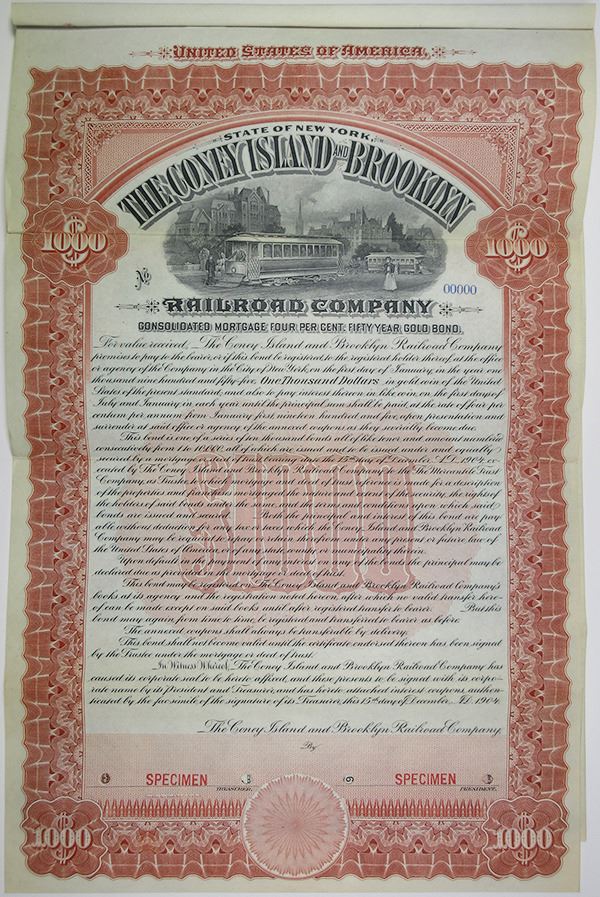 UNITED STATES OF AMERICA.
STATE OF NEW YORK,
THE CONEY ISLAND AND BROOKLYN
No
00000
RAILROAD COMPANY
CONSOLIDATED MORTGAGE FOUR PER CENT. FIFTY YEAR GOLD BOND.
For value received, The Coney Island and Brooklyn Railroad Company
promises to pay to the bearer, or if this bond be registered to the registered holder thereof, at the office
or agency of the Company in the City of New York, on the first day of January, in the year one
thousand nine hundred and fifty-five, One Thousand Dollars in gold coin of the United
States of the present standard, and also to pay interest thereon in like coin, on the first days of
July and January in each year until the principal sum shall be paid, at the rate of four per
centum per annum from January first, nineteen hundred and five, upon presentation and
surrender at said office or agency of the annexed coupons, as they severally become due.
This bond is one of a series of ten thousand bonds all of like tenor and amount numbered
consecutively from 1 to 10,000, all of which are issued and to be issued under and equally
secured by a mortgage or deed of trust bearing date the 15th day of December, A.D. 1904, ex-
ecuted by The Coney Island and Brooklyn Railroad Company to the The Mercantile Trust
Company, as Trustee, to which mortgage or deed of trust reference is made for a description
of the properties and franchises mortgaged, the nature and extent of the security, the rights of
the holders of said bonds under the same, and the terms and conditions upon which said
bonds are issued and secured. Both the principal and interest of this bond are pay-
able without deduction for any tax or taxes which the Coney Island and Brooklyn Railroad
Company may be required to pay or retain therefrom under any present or future law of
the United States of America or of any state, county or municipality therein.
Upon default in the payment of any interest on any of the bonds the principal may be
declared due as provided in the mortgage or deed of trust.
This bond may be registered on The Coney Island and Brooklyn Railroad Company's
books at its agency and the registration noted hereon, after which no valid transfer here-
of can be made except on said books until after registered transfer to bearer. But this
bond may again, from time to time, be registered and transferred to bearer as before.
The annexed coupons shall always be transferable by delivery.
This bond shall not become valid until the certificate endorsed thereon has been signed
by the Trustee under the mortgage or deed of trust.
In Witness Whereof, The Coney Island and Brooklyn Railroad Company has
caused its corporate seal to be hereto affixed, and these presents to be signed with its corpo-
rate name by its President and Treasurer, and has hereto attached interest coupons, authen-
ticated by the facsimile of the signature of its Treasurer, this 15th day of December, A.D. 1904.
The Coney Island and Brooklyn Railroad Company,
By
SPECIMEN
SPECIMEN
TREASURER.
PRESIDENT.
$1000
$1000
$1000
$1000
$1000